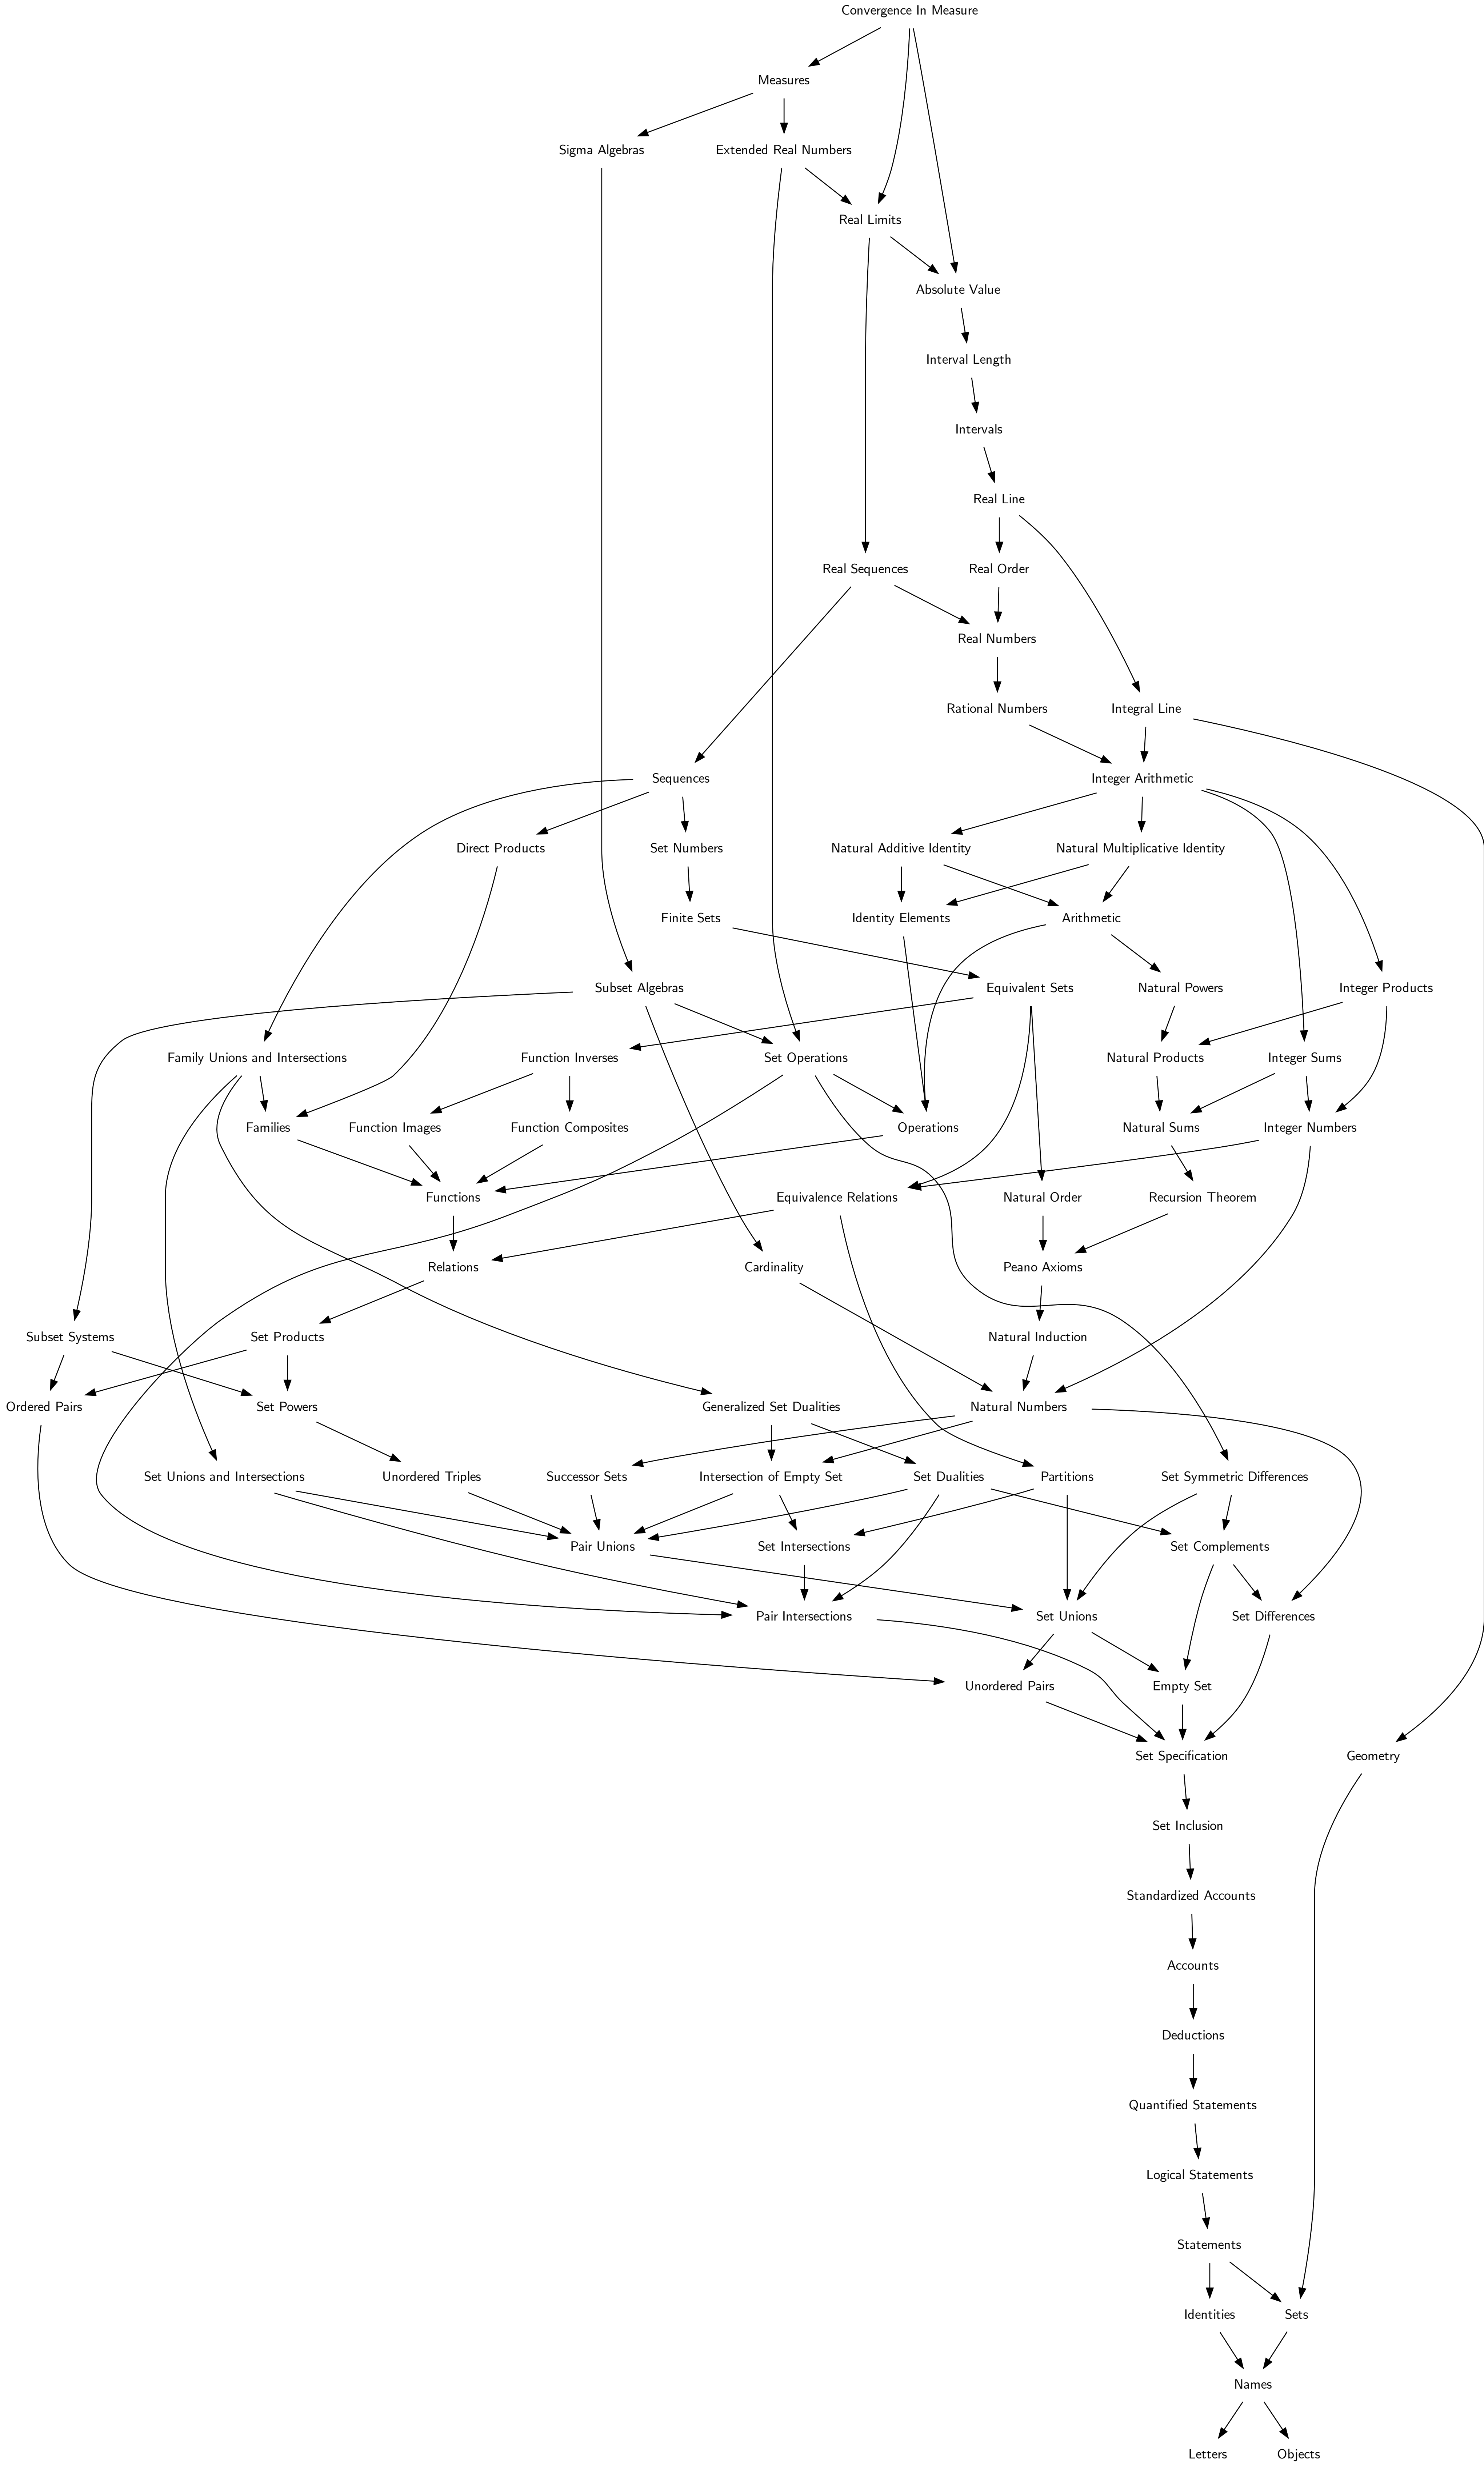 Convergence In Measure
Measures
Sigma Algebras
Extended Real Numbers
Real Limits
Absolute Value
Interval Length
Intervals
Real Line
Real Sequences
Real Order
Real Numbers
Rational Numbers
Integral Line
Sequences
Integer Arithmetic
Direct Products
Set Numbers
Natural Additive Identity
Natural Multiplicative Identity
Finite Sets
Identity Elements
Arithmetic
Subset Algebras
Equivalent Sets
Natural Powers
Integer Products
Family Unions and Intersections
Function Inverses
Set Operations
Natural Products
Integer Sums
Families
Function Images
Function Composites
Operations
Natural Sums
Integer Numbers
Functions
Equivalence Relations
Natural Order
Recursion Theorem
Relations
Cardinality
Peano Axioms
Subset Systems
Set Products
Natural Induction
Ordered Pairs
Set Powers
Generalized Set Dualities
Natural Numbers
Set Unions and Intersections
Unordered Triples
Successor Sets
Intersection of Empty Set
Set Dualities
Partitions
Set Symmetric Differences
Pair Unions
Set Intersections
Set Complements
Pair Intersections
Set Unions
Set Differences
Unordered Pairs
Empty Set
Set Specification
Geometry
Set Inclusion
Standardized Accounts
Accounts
Deductions
Quantified Statements
Logical Statements
Statements
Identities
Sets
Names
Letters
Objects